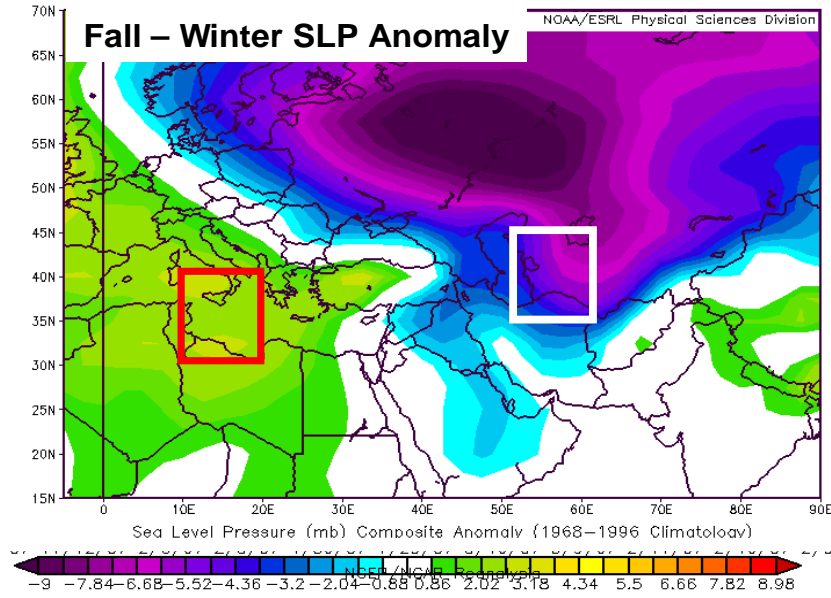 70N
NOAA/ESRL Physical Sciences Division
Fall – Winter SLP Anomaly
65N
60N
55N
50N
45N
40N
35N
30N
25N
20N
15N
0 10E 20E 30E 40E 50E 60E 70E 80E 90E
Sea Level Pressure (mb) Composite Anomaly (1968–1996 Climatology)
NCEP/NCAR Reanalysis
−9 −7.84 −6.68 −5.52 −4.36 −3.2 −2.04 −0.88 0.86 2.02 3.18 4.34 5.5 6.66 7.82 8.98